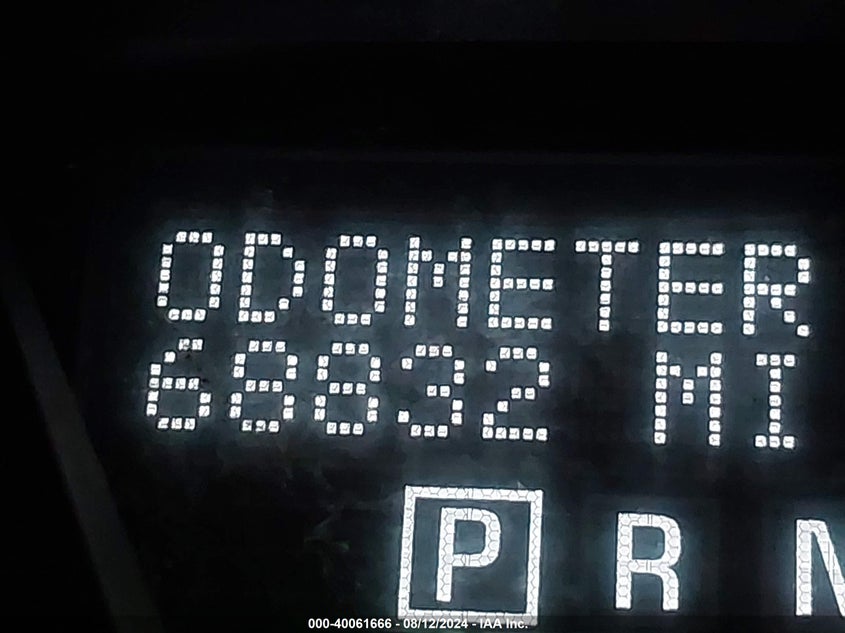 ODOMETER
68832 MI
P R N
000-40061666 - 08/12/2024 - IAA Inc.